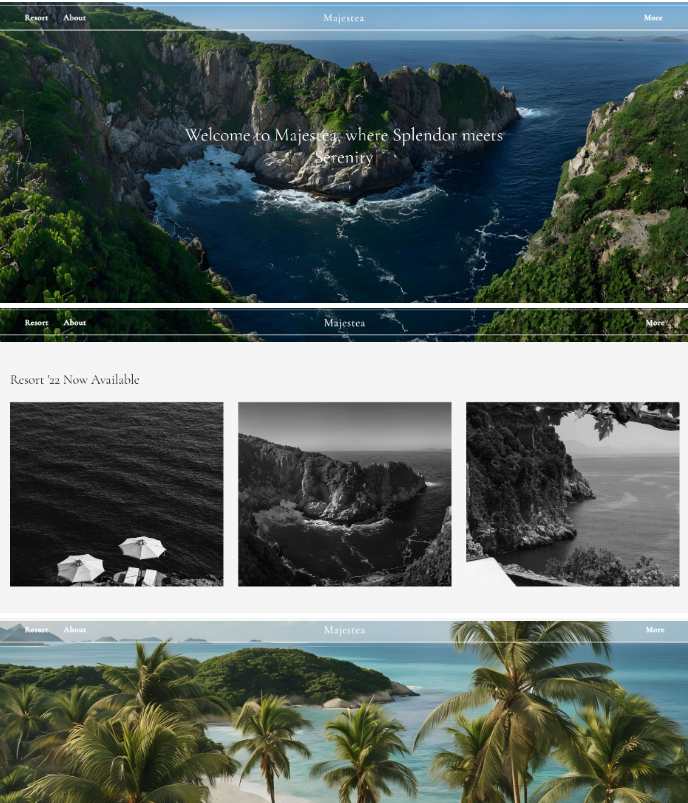 Resort About Majestea More
Welcome to Majestea, where Splendor meets
Serenity
Resort About Majestea More
Resort '22 Now Available
Resort About Majestea More